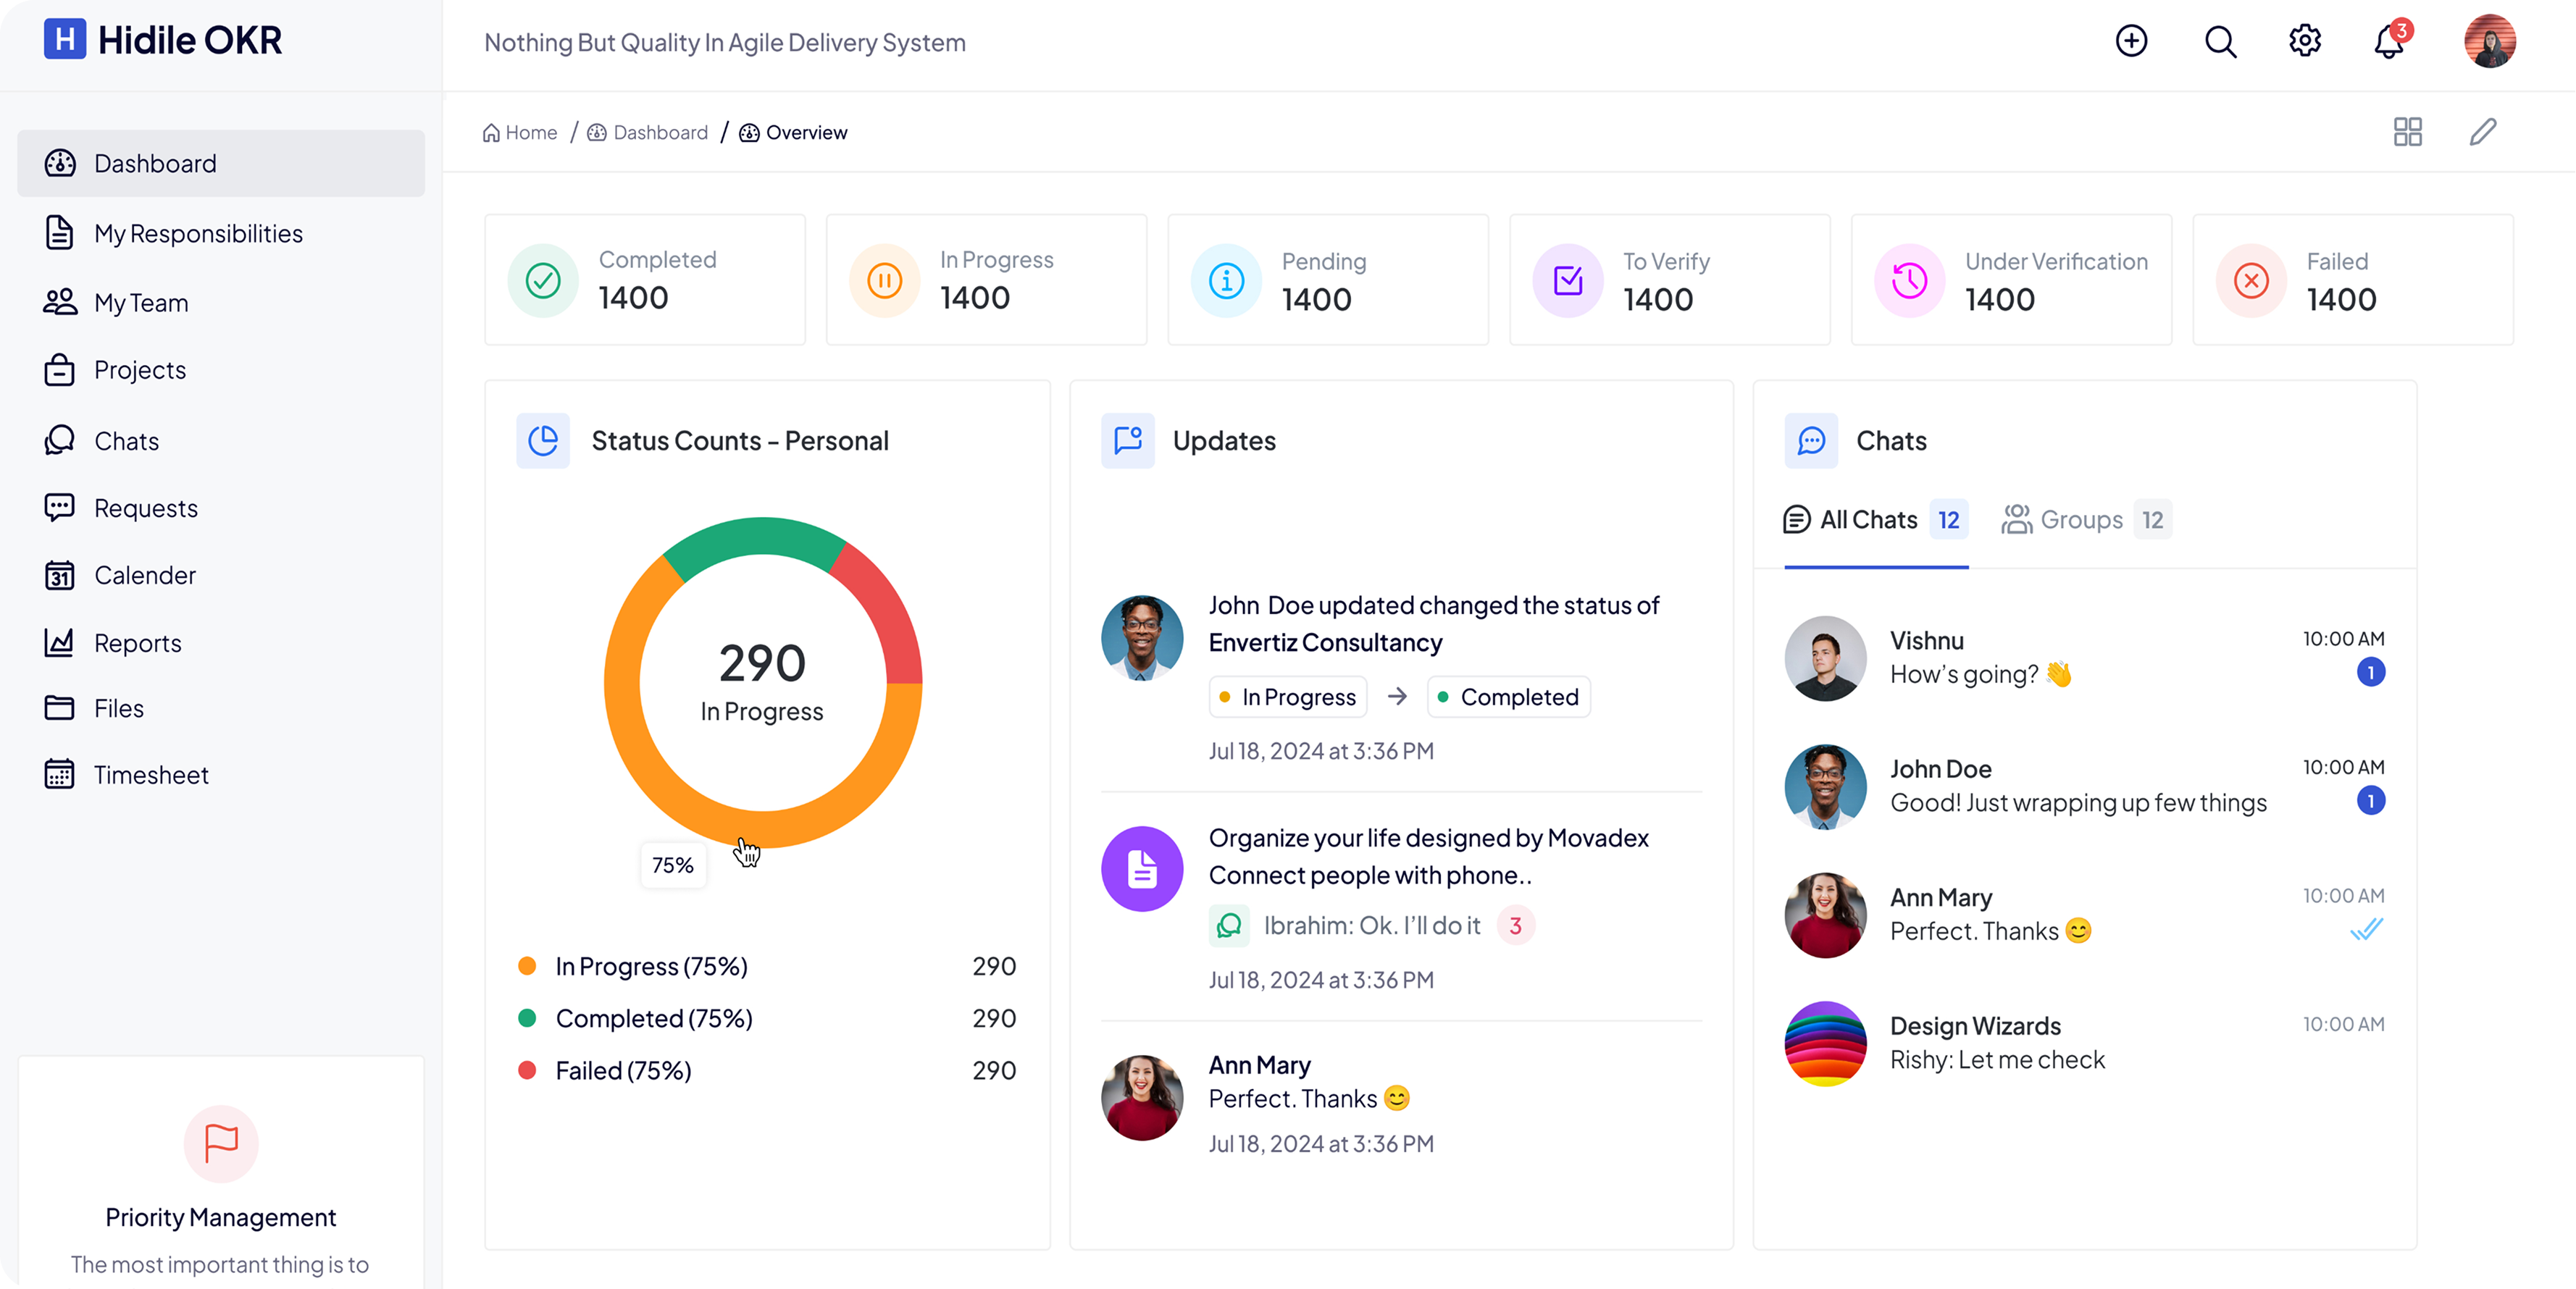 H Hidile OKR
Nothing But Quality In Agile Delivery System
3
Home / Dashboard / Overview
Dashboard
My Responsibilities
My Team
Projects
Chats
Requests
31 Calender
Reports
Files
Timesheet
Priority Management
The most important thing is to
Completed
1400
In Progress
1400
Pending
1400
To Verify
1400
Under Verification
1400
Failed
1400
Status Counts - Personal
290
In Progress
75%
In Progress (75%) 290
Completed (75%) 290
Failed (75%) 290
Updates
John Doe updated changed the status of
Envertiz Consultancy
In Progress → Completed
Jul 18, 2024 at 3:36 PM
Organize your life designed by Movadex
Connect people with phone..
Ibrahim: Ok. I’ll do it 3
Jul 18, 2024 at 3:36 PM
Ann Mary
Perfect. Thanks 😊
Jul 18, 2024 at 3:36 PM
Chats
All Chats 12 Groups 12
Vishnu 10:00 AM
How’s going? 👋 1
John Doe 10:00 AM
Good! Just wrapping up few things 1
Ann Mary 10:00 AM
Perfect. Thanks 😊
Design Wizards 10:00 AM
Rishy: Let me check